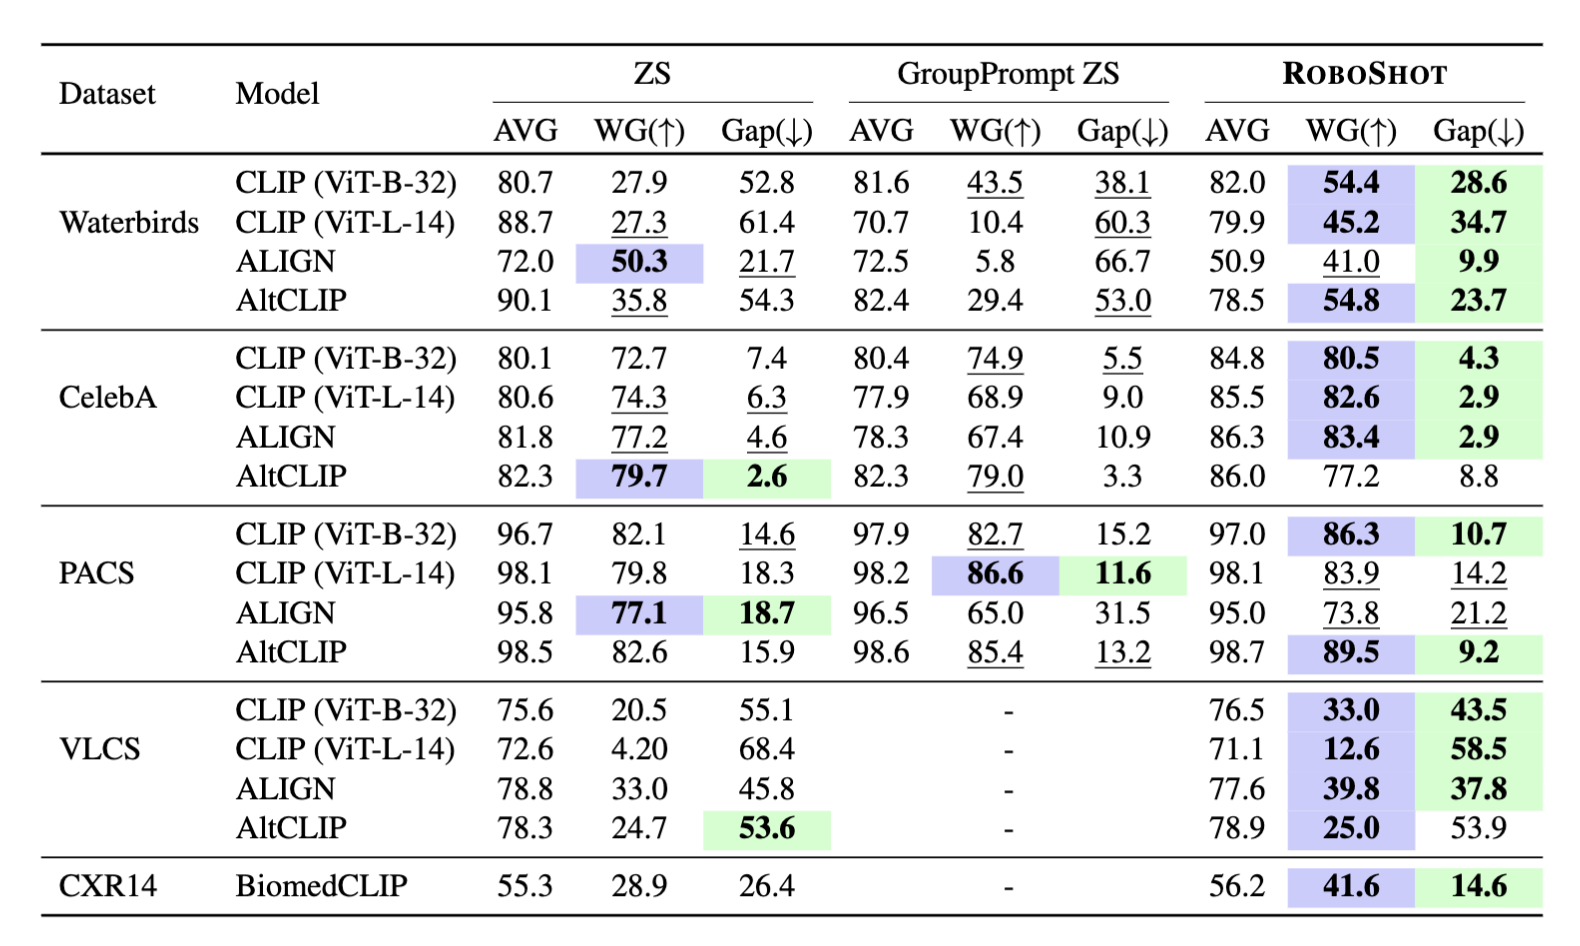 Dataset Model ZS GroupPrompt ZS ROBOSHOT
AVG WG(↑) Gap(↓) AVG WG(↑) Gap(↓) AVG WG(↑) Gap(↓)
Waterbirds CLIP (ViT-B-32) 80.7 27.9 52.8 81.6 43.5 38.1 82.0 54.4 28.6
CLIP (ViT-L-14) 88.7 27.3 61.4 70.7 10.4 60.3 79.9 45.2 34.7
ALIGN 72.0 50.3 21.7 72.5 5.8 66.7 50.9 41.0 9.9
AltCLIP 90.1 35.8 54.3 82.4 29.4 53.0 78.5 54.8 23.7
CelebA CLIP (ViT-B-32) 80.1 72.7 7.4 80.4 74.9 5.5 84.8 80.5 4.3
CLIP (ViT-L-14) 80.6 74.3 6.3 77.9 68.9 9.0 85.5 82.6 2.9
ALIGN 81.8 77.2 4.6 78.3 67.4 10.9 86.3 83.4 2.9
AltCLIP 82.3 79.7 2.6 82.3 79.0 3.3 86.0 77.2 8.8
PACS CLIP (ViT-B-32) 96.7 82.1 14.6 97.9 82.7 15.2 97.0 86.3 10.7
CLIP (ViT-L-14) 98.1 79.8 18.3 98.2 86.6 11.6 98.1 83.9 14.2
ALIGN 95.8 77.1 18.7 96.5 65.0 31.5 95.0 73.8 21.2
AltCLIP 98.5 82.6 15.9 98.6 85.4 13.2 98.7 89.5 9.2
VLCS CLIP (ViT-B-32) 75.6 20.5 55.1 - 76.5 33.0 43.5
CLIP (ViT-L-14) 72.6 4.20 68.4 - 71.1 12.6 58.5
ALIGN 78.8 33.0 45.8 - 77.6 39.8 37.8
AltCLIP 78.3 24.7 53.6 - 78.9 25.0 53.9
CXR14 BiomedCLIP 55.3 28.9 26.4 - 56.2 41.6 14.6